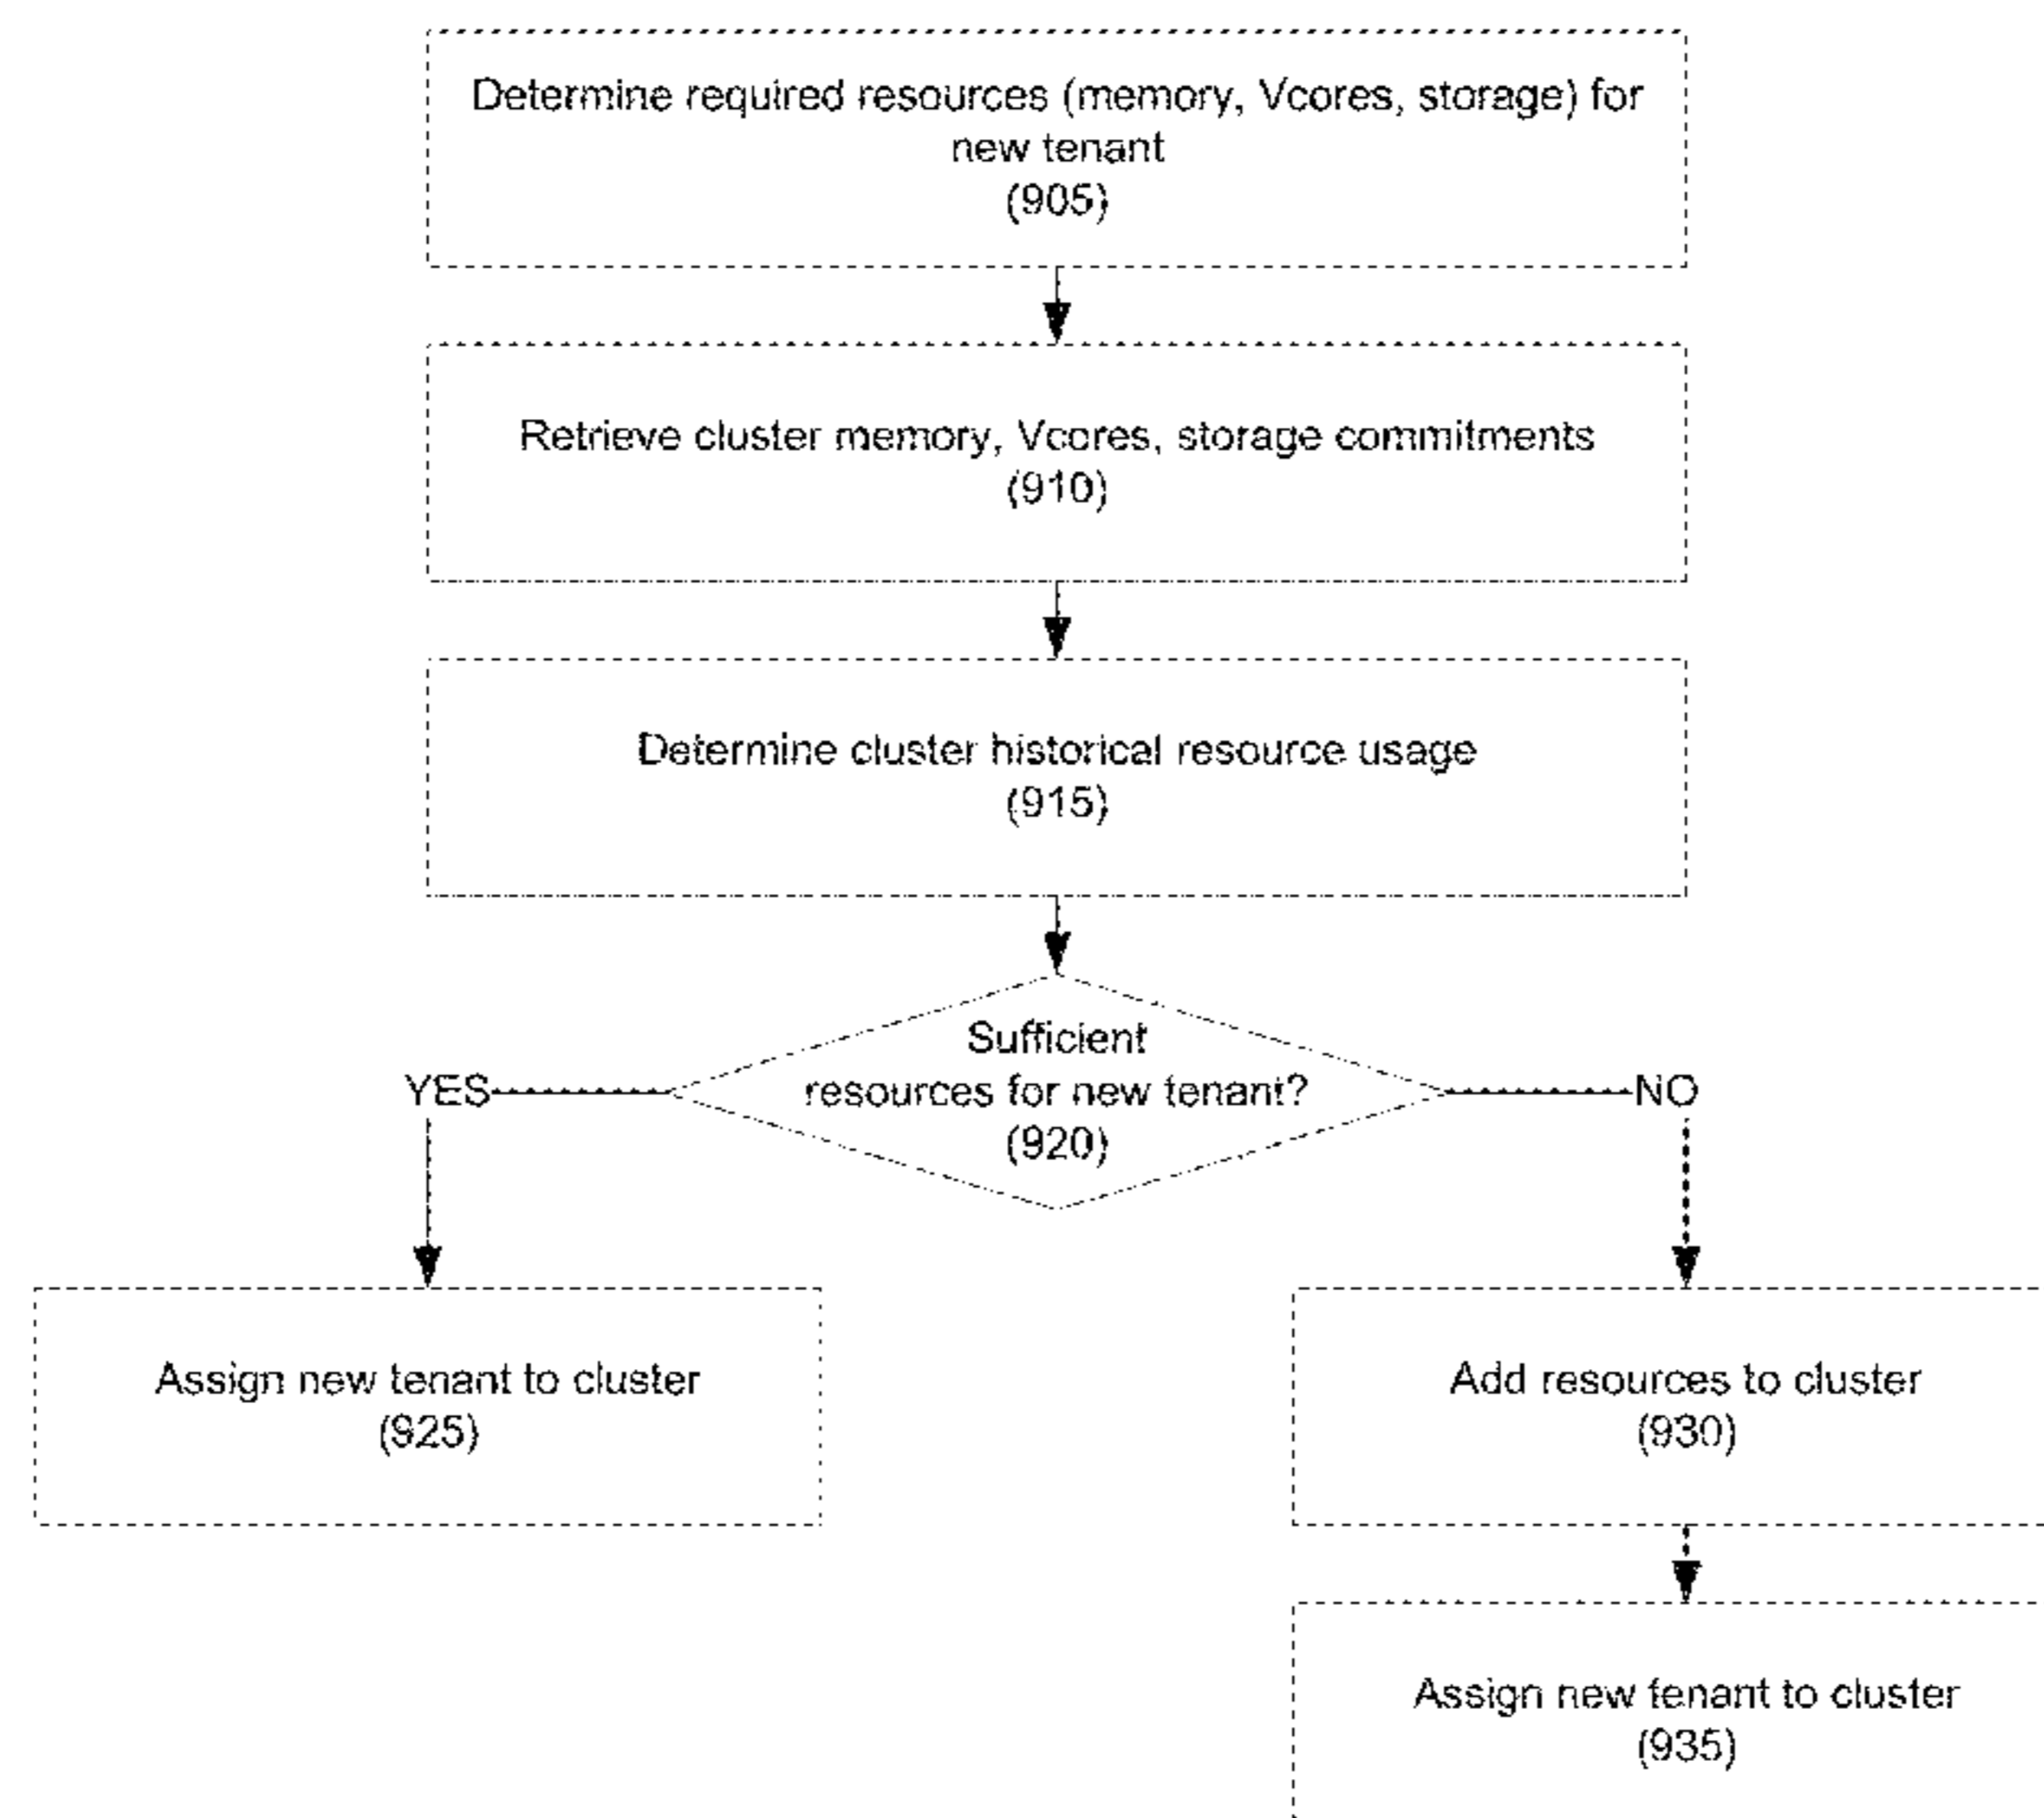 Determine required resources (memory, Vcores, storage) for
new tenant
(905)
Retrieve cluster memory, Vcores, storage commitments
(910)
Determine cluster historical resource usage
(915)
Sufficient
resources for new tenant?
(920)
YES
NO
Assign new tenant to cluster
(925)
Add resources to cluster
(930)
Assign new tenant to cluster
(935)